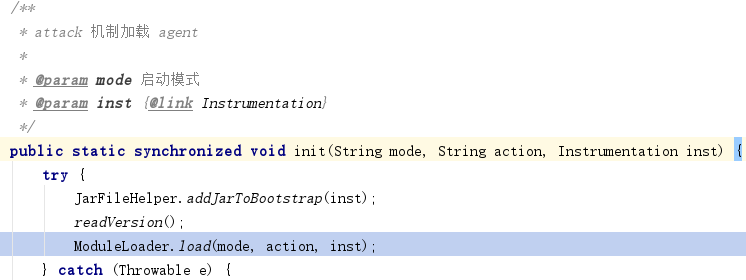 /**
 * attack 机制加载 agent
 *
 * @param mode 启动模式
 * @param inst {@link Instrumentation}
 */
public static synchronized void init(String mode, String action, Instrumentation inst) {
    try {
        JarFileHelper.addJarToBootstrap(inst);
        readVersion();
        ModuleLoader.load(mode, action, inst);
    } catch (Throwable e) {